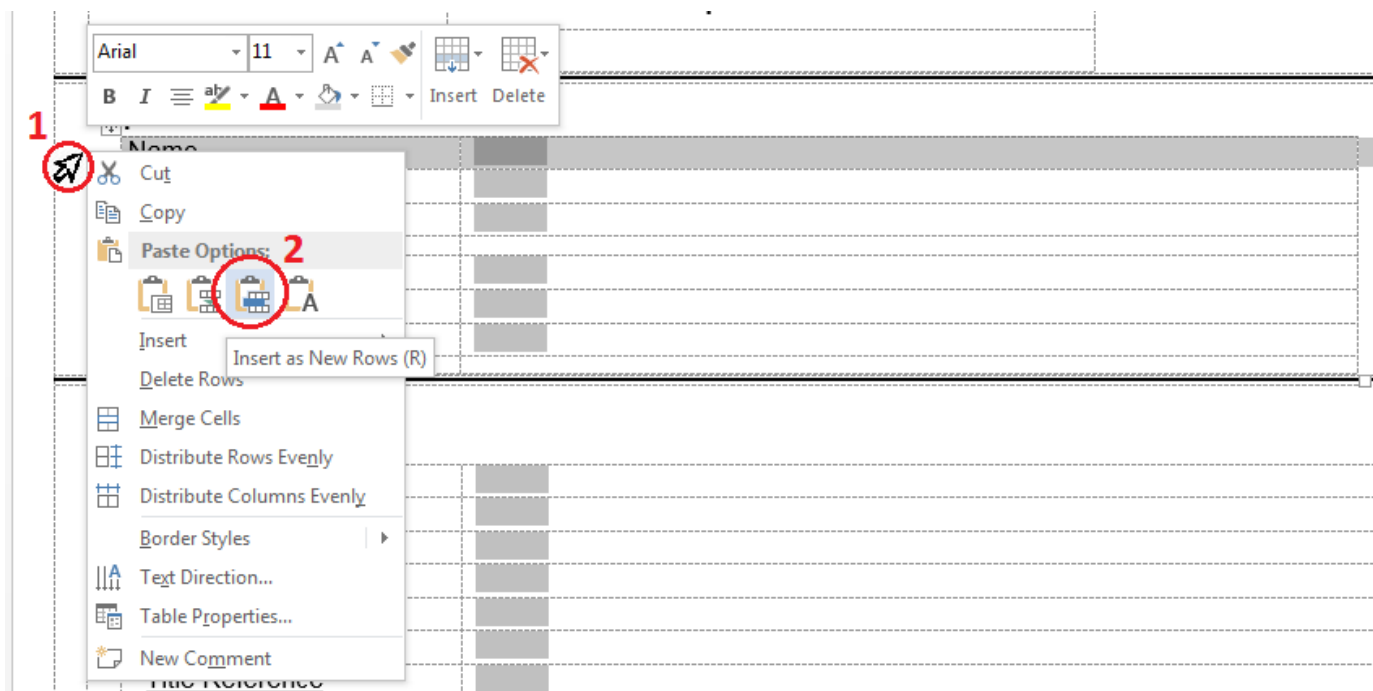 Arial 11 A A
B I ab A Insert Delete
1
Name
Cut
Copy
Paste Options: 2
A
Insert
Insert as New Rows (R)
Delete Rows
Merge Cells
Distribute Rows Evenly
Distribute Columns Evenly
Border Styles
A Text Direction...
Table Properties...
New Comment
Title Reference